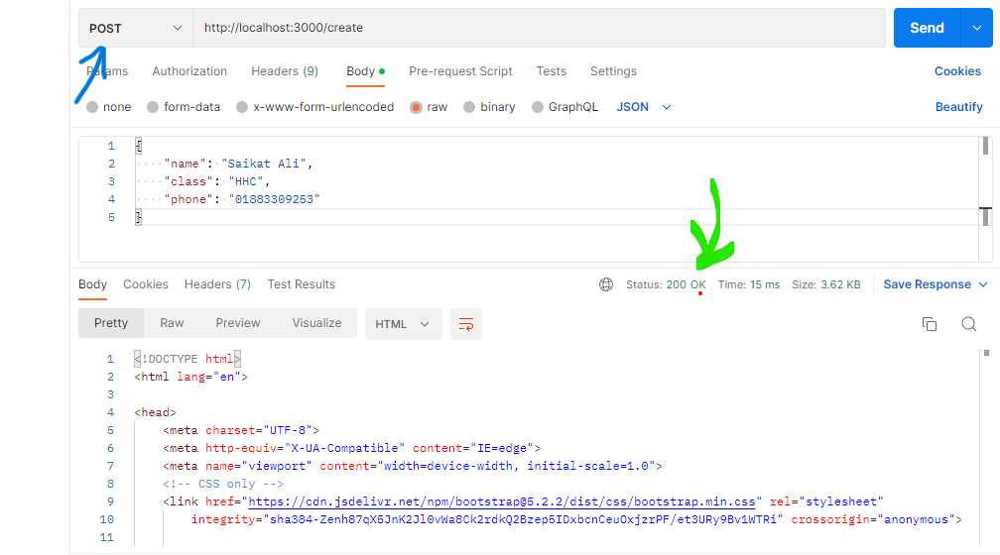 POST http://localhost:3000/create Send
Params Authorization Headers (9) Body Pre-request Script Tests Settings Cookies
none form-data x-www-form-urlencoded raw binary GraphQL JSON Beautify
1 {
2 "name": "Saikat Ali",
3 "class": "HHC",
4 "phone": "01883309253"
5 }
Body Cookies Headers (7) Test Results Status: 200 OK Time: 15 ms Size: 3.62 KB Save Response
Pretty Raw Preview Visualize HTML
1 <!DOCTYPE html>
2 <html lang="en">
3
4 <head>
5 <meta charset="UTF-8">
6 <meta http-equiv="X-UA-Compatible" content="IE=edge">
7 <meta name="viewport" content="width=device-width, initial-scale=1.0">
8 <!-- CSS only -->
9 <link href="https://cdn.jsdelivr.net/npm/bootstrap@5.2.2/dist/css/bootstrap.min.css" rel="stylesheet"
10 integrity="sha384-Zenh87qX5JnK2Jl0vWa8Ck2rdkQ2Bzep5IDxbcnCeuOxjzrPF/et3URy9Bv1WTRi" crossorigin="anonymous">
11